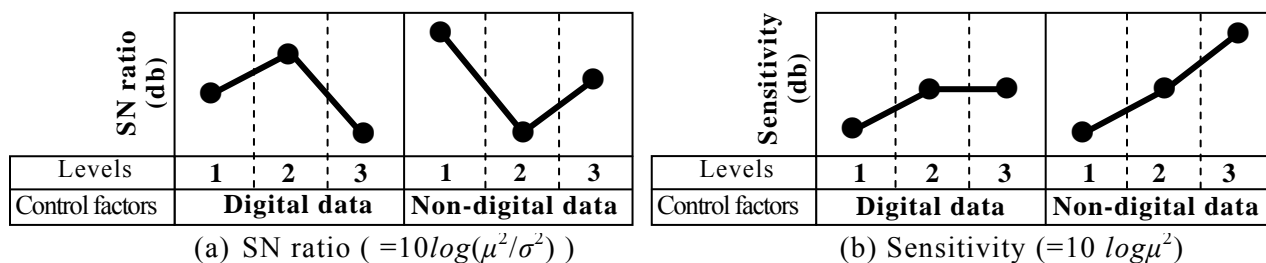 SN ratio
(db)
Levels 1 2 3 1 2 3
Control factors Digital data Non-digital data
(a) SN ratio ( =10log(μ²/σ²) )
Sensitivity
(db)
Levels 1 2 3 1 2 3
Control factors Digital data Non-digital data
(b) Sensitivity (=10 logμ²)